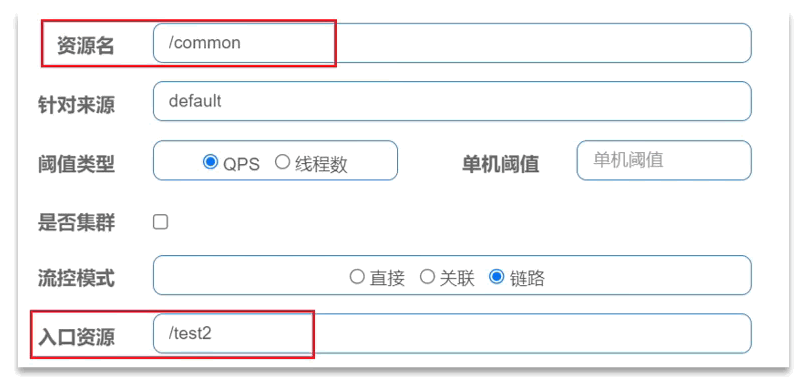 资源名 /common
针对来源 default
阈值类型 QPS 线程数 单机阈值 单机阈值
是否集群
流控模式 直接 关联 链路
入口资源 /test2